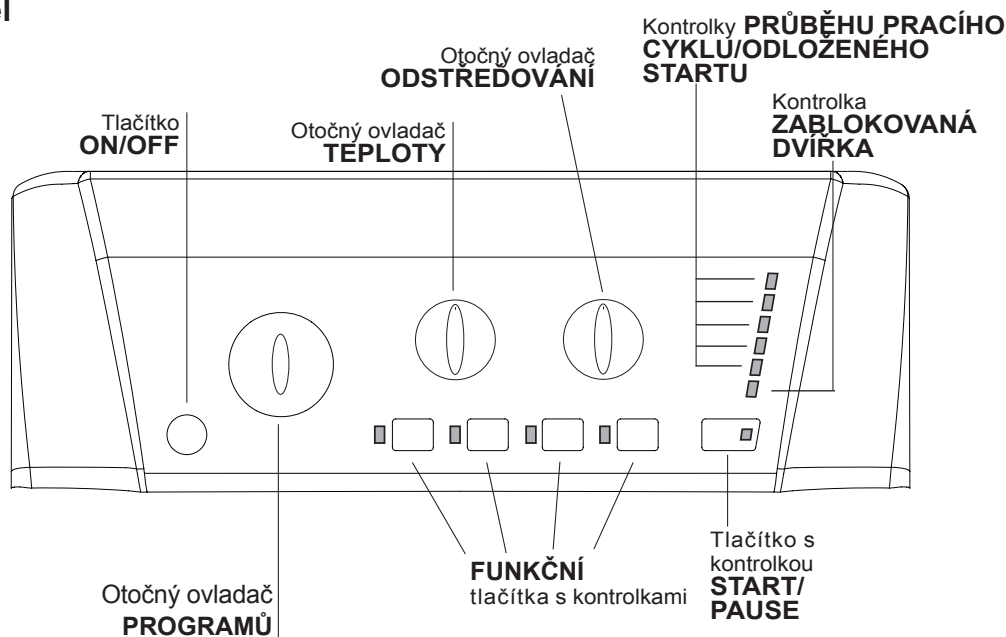 el
Kontrolky PRŮBĚHU PRACÍHO
CYKLU/ODLOŽENÉHO
STARTU
Otočný ovladač
ODSTŘEĎOVÁNÍ
Kontrolka
ZABLOKOVANÁ
DVÍŘKA
Tlačítko
ON/OFF
Otočný ovladač
TEPLOTY
FUNKČNÍ
tlačítka s kontrolkami
Tlačítko s
kontrolkou
START/
PAUSE
Otočný ovladač
PROGRAMŮ